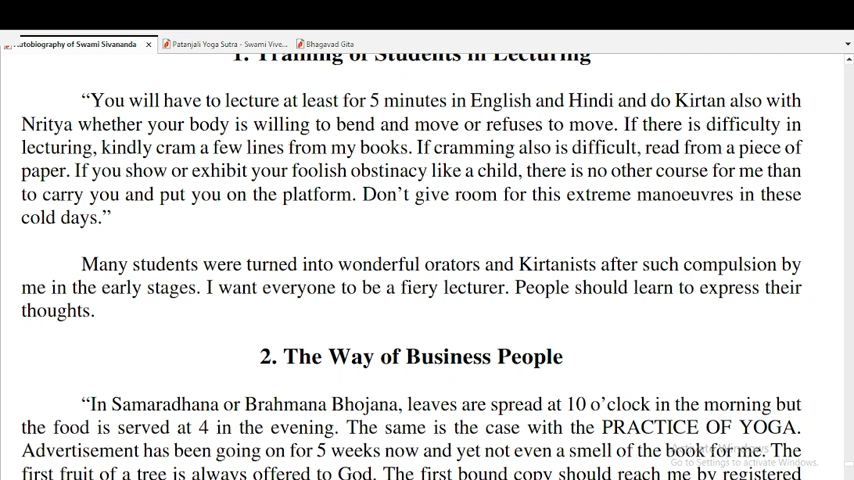 Autobiography of Swami Sivananda
Patanjali Yoga Sutra - Swami Vive...
Bhagavad Gita
1. Training of Students in Lecturing
“You will have to lecture at least for 5 minutes in English and Hindi and do Kirtan also with
Nritya whether your body is willing to bend and move or refuses to move. If there is difficulty in
lecturing, kindly cram a few lines from my books. If cramming also is difficult, read from a piece of
paper. If you show or exhibit your foolish obstinacy like a child, there is no other course for me than
to carry you and put you on the platform. Don’t give room for this extreme manoeuvres in these
cold days.”
Many students were turned into wonderful orators and Kirtanists after such compulsion by
me in the early stages. I want everyone to be a fiery lecturer. People should learn to express their
thoughts.
2. The Way of Business People
“In Samaradhana or Brahmana Bhojana, leaves are spread at 10 o’clock in the morning but
the food is served at 4 in the evening. The same is the case with the PRACTICE OF YOGA.
Advertisement has been going on for 5 weeks now and yet not even a smell of the book for me. The
first fruit of a tree is always offered to God. The first bound copy should reach me by registered
Activate Windows
Go to Settings to activate Windows.